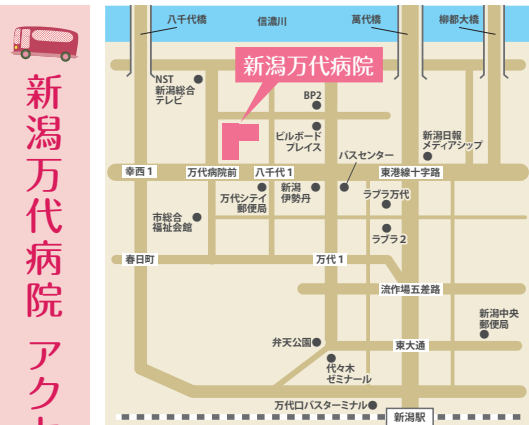 新潟万代病院 アク
八千代橋
信濃川
萬代橋
柳都大橋
新潟万代病院
NST
新潟総合
テレビ
BP2
ビルボード
プレイス
バスセンター
新潟日報
メディアシップ
幸西1
万代病院前
八千代1
東港線十字路
万代シテイ
郵便局
新潟
伊勢丹
ラブラ万代
市総合
福祉会館
ラブラ2
春日町
万代1
流作場五差路
新潟中央
郵便局
弁天公園
東大通
代々木
ゼミナール
万代口バスターミナル
新潟駅